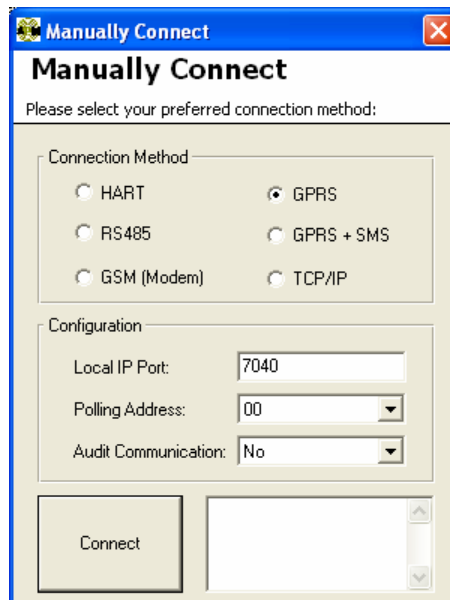 Manually Connect
Manually Connect
Please select your preferred connection method:
Connection Method
HART
GPRS
RS485
GPRS + SMS
GSM (Modem)
TCP/IP
Configuration
Local IP Port: 7040
Polling Address: 00
Audit Communication: No
Connect